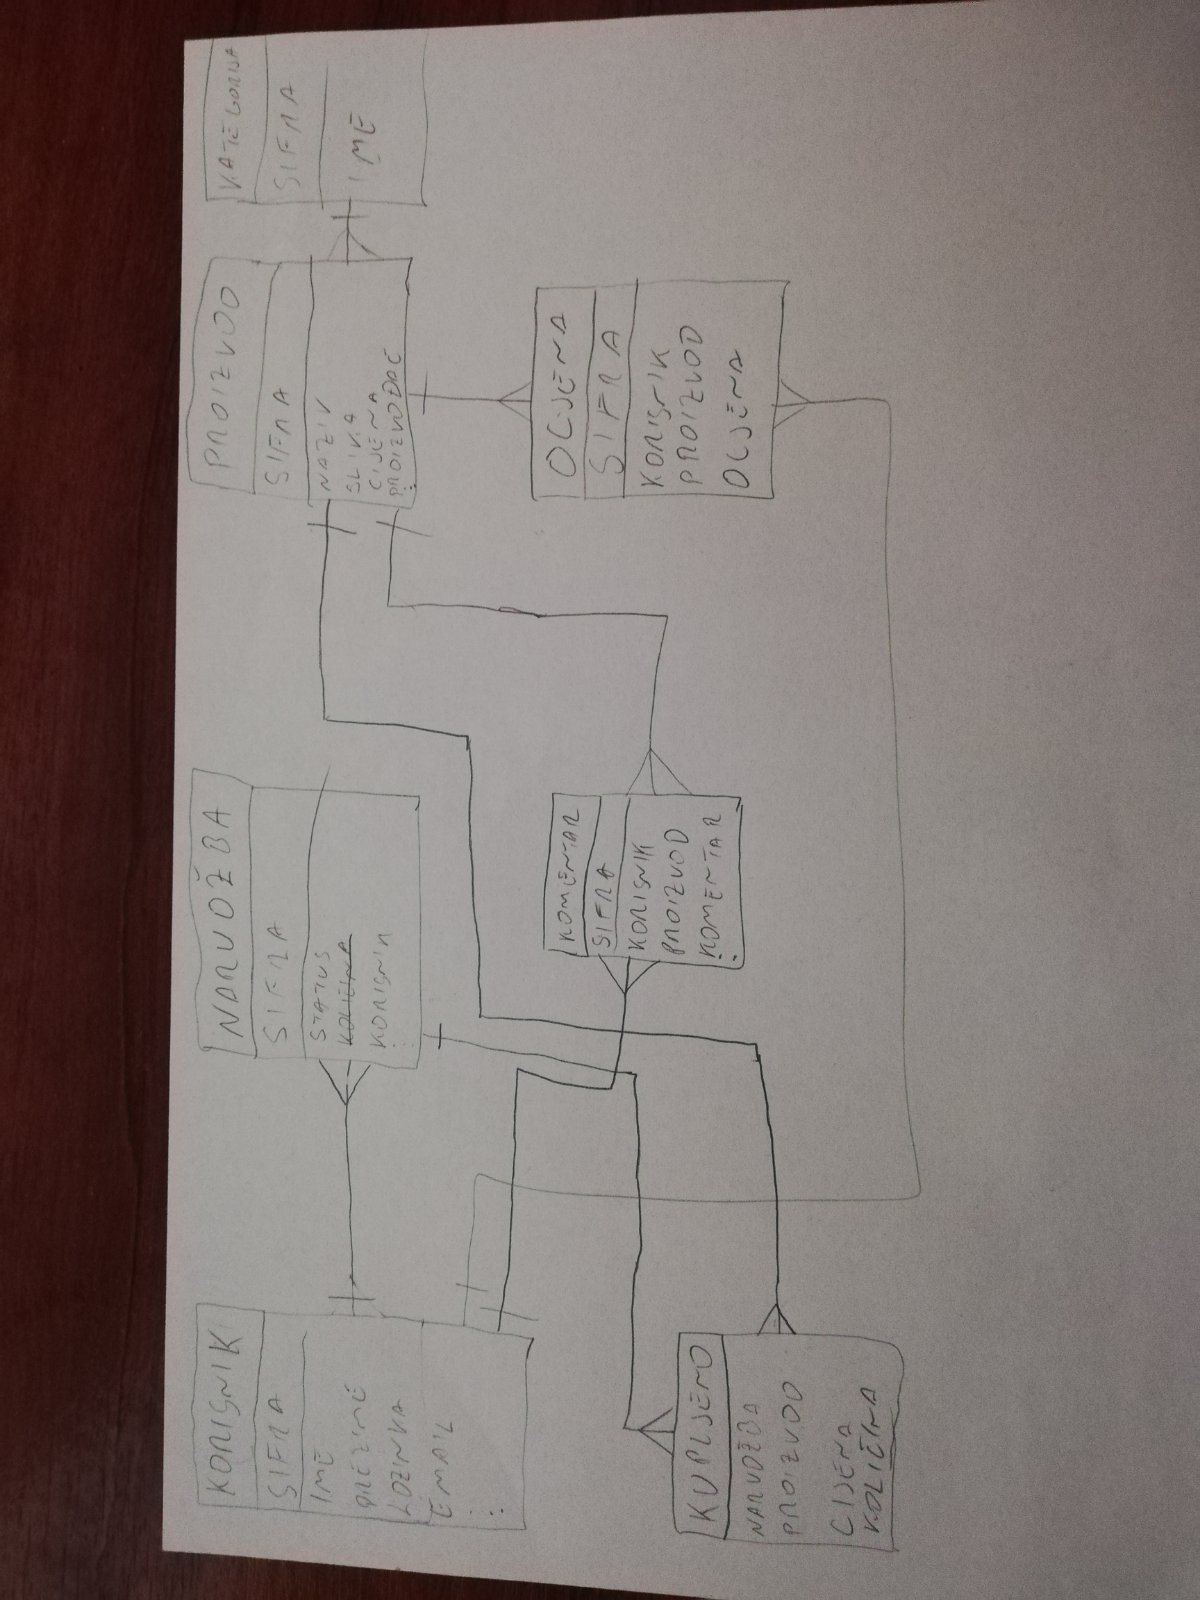 KORISNIK
SIFRA
IME
PREZIME
LOZINKA
EMAIL
:
NARUDŽBA
SIFRA
STATUS
KOLIČINA
KORISNIK
PROIZVOD
SIFRA
NAZIV
SLIKA
CIJENA
PROIZVOĐAČ
:
KATEGORIJA
SIFRA
IME
KUPLJENO
NARUDŽBA
PROIZVOD
CIJENA
KOLIČINA
KOMENTAR
SIFRA
KORISNIK
PROIZVOD
KOMENTAR
:
OCJENA
SIFRA
KORISNIK
PROIZVOD
OCJENA